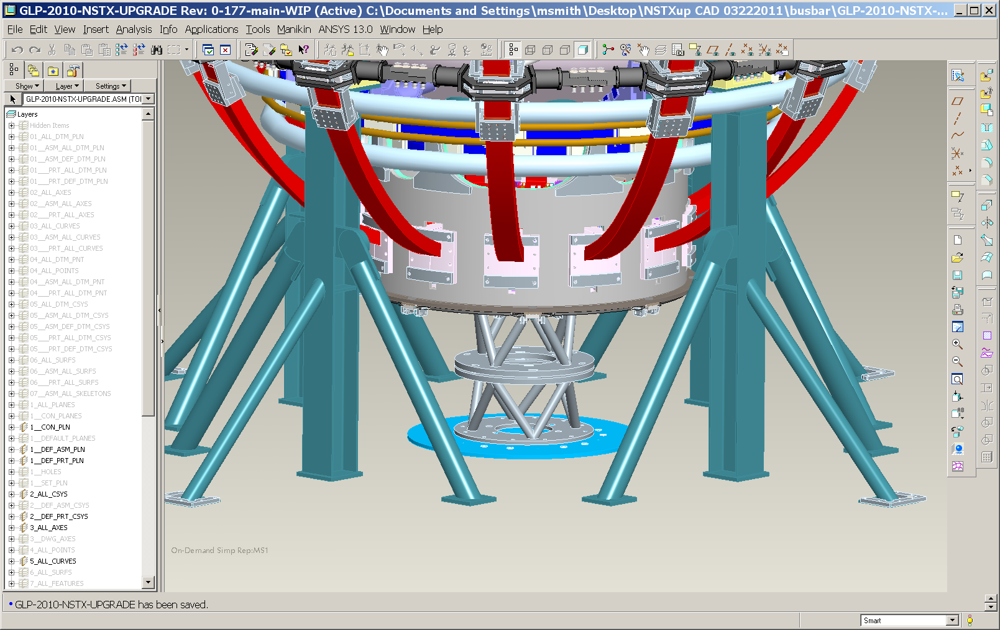 GLP-2010-NSTX-UPGRADE Rev: 0-177-main-WIP (Active) C:\Documents and Settings\msmith\Desktop\NSTXup CAD 03222011\busbar\GLP-2010-NSTX-...
File Edit View Insert Analysis Info Applications Tools Manikin ANSYS 13.0 Window Help
Show Layer Settings
GLP-2010-NSTX-UPGRADE.ASM (TOI
Layers
Hidden Items
01_ALL_DTM_PLN
01__ASM_ALL_DTM_PLN
01__ASM_DEF_DTM_PLN
01___PRT_ALL_DTM_PLN
01___PRT_DEF_DTM_PLN
02_ALL_AXES
02__ASM_ALL_AXES
02___PRT_ALL_AXES
03_ALL_CURVES
03__ASM_ALL_CURVES
03___PRT_ALL_CURVES
04_ALL_DTM_PNT
04_ALL_POINTS
04__ASM_ALL_DTM_PNT
04___PRT_ALL_DTM_PNT
05_ALL_DTM_CSYS
05__ASM_ALL_DTM_CSYS
05__ASM_DEF_DTM_CSYS
05___PRT_ALL_DTM_CSYS
05___PRT_DEF_DTM_CSYS
06_ALL_SURFS
06__ASM_ALL_SURFS
06___PRT_ALL_SURFS
07__ASM_ALL_SKELETONS
1_ALL_PLANES
1__CON_PLANES
1__CON_PLN
1__DEFAULT_PLANES
1__DEF_ASM_PLN
1__DEF_PRT_PLN
1__HOLES
1__SET_PLN
2_ALL_CSYS
2__DEF_ASM_CSYS
2__DEF_PRT_CSYS
3_ALL_AXES
3__DWG_AXES
4_ALL_POINTS
5_ALL_CURVES
6_ALL_SURFS
7_ALL_FEATURES
On-Demand Simp Rep:MS1
AB
GLP-2010-NSTX-UPGRADE has been saved.
Smart